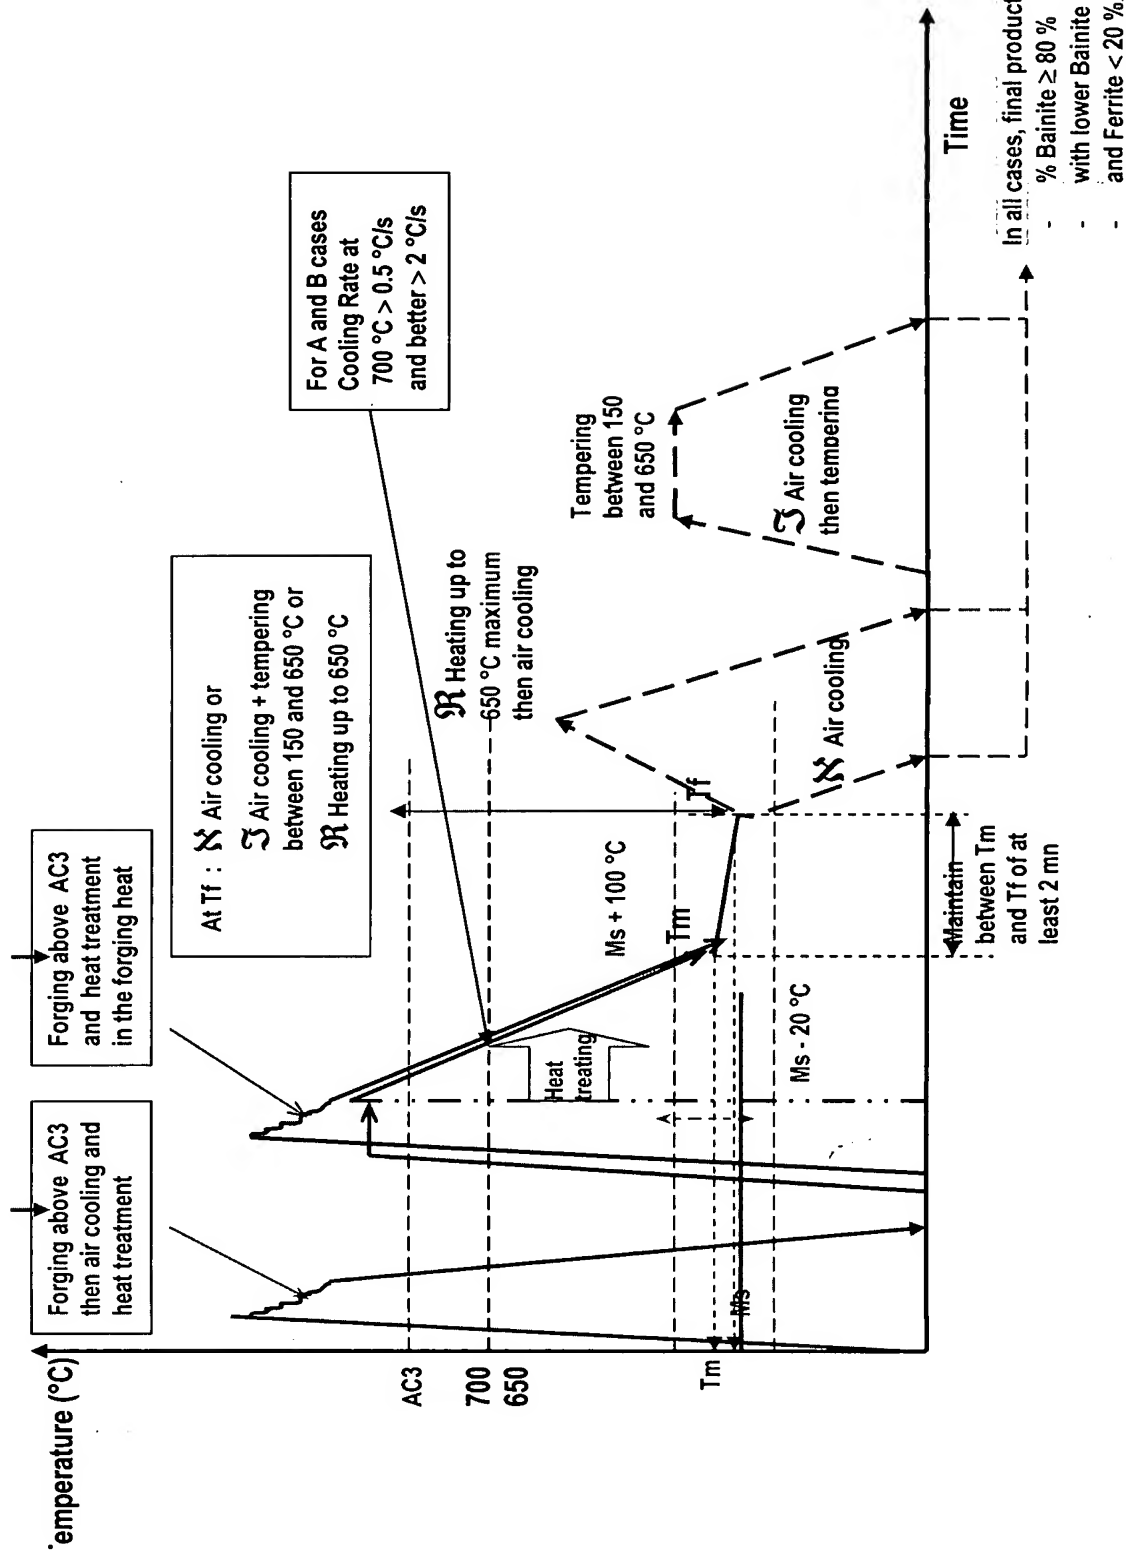 emperature (°C)
Forging above AC3
then air cooling and
heat treatment
Forging above AC3
and heat treatment
in the forging heat
At Tf : ℵ Air cooling or
ℑ Air cooling + tempering
between 150 and 650 °C or
ℜ Heating up to 650 °C
For A and B cases
Cooling Rate at
700 °C > 0.5 °C/s
and better > 2 °C/s
AC3
700
650
Tm
Ms
Heat
treating
Ms + 100 °C
Tm
Ms - 20 °C
Tf
ℜ Heating up to
650 °C maximum
then air cooling
ℵ Air cooling
Tempering
between 150
and 650 °C
ℑ Air cooling
then tempering
Maintain
between Tm
and Tf of at
least 2 mn
Time
In all cases, final product
- % Bainite ≥ 80 %
- with lower Bainite
- and Ferrite < 20 %.